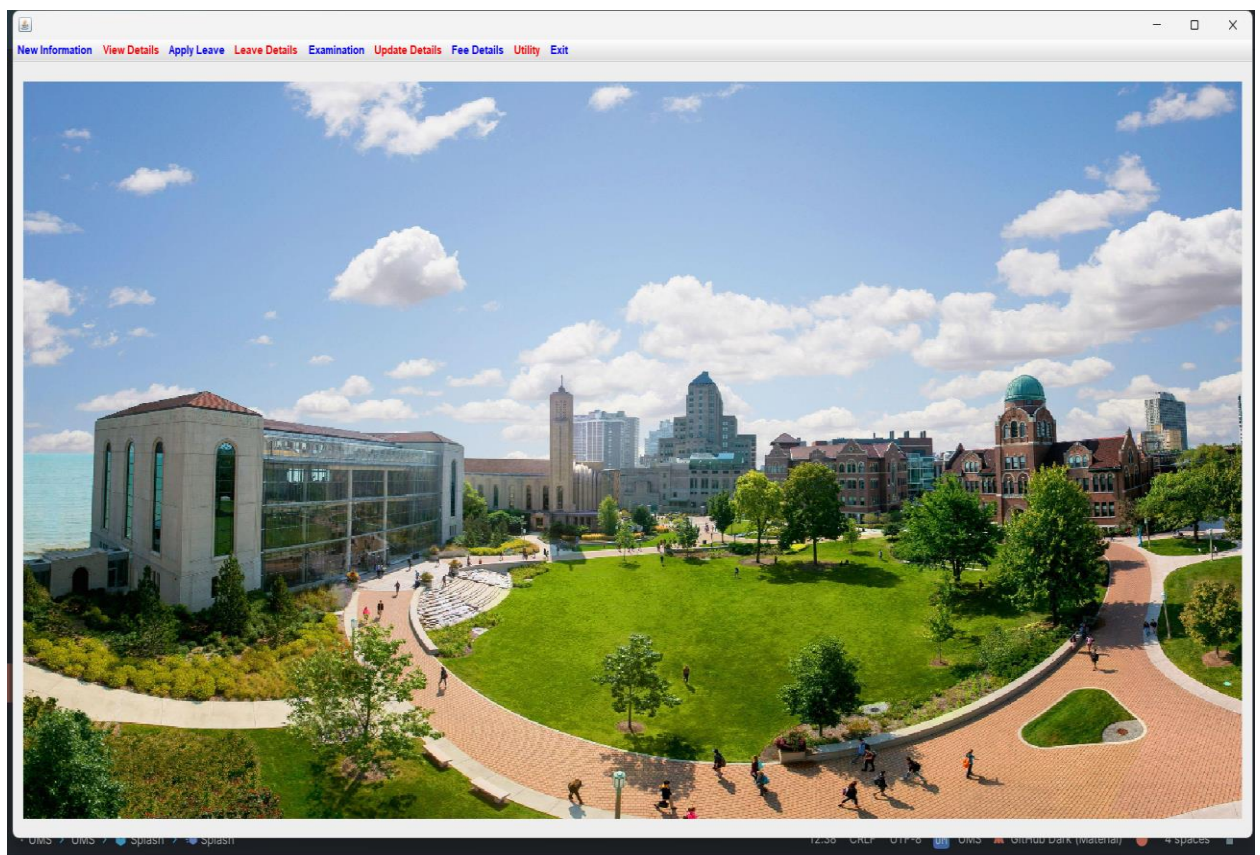 New Information View Details Apply Leave Leave Details Examination Update Details Fee Details Utility Exit
UMS > UMS > Splash > Splash 12:38 CRLF UTF-8 UMS GitHub Dark (Material) 4 spaces